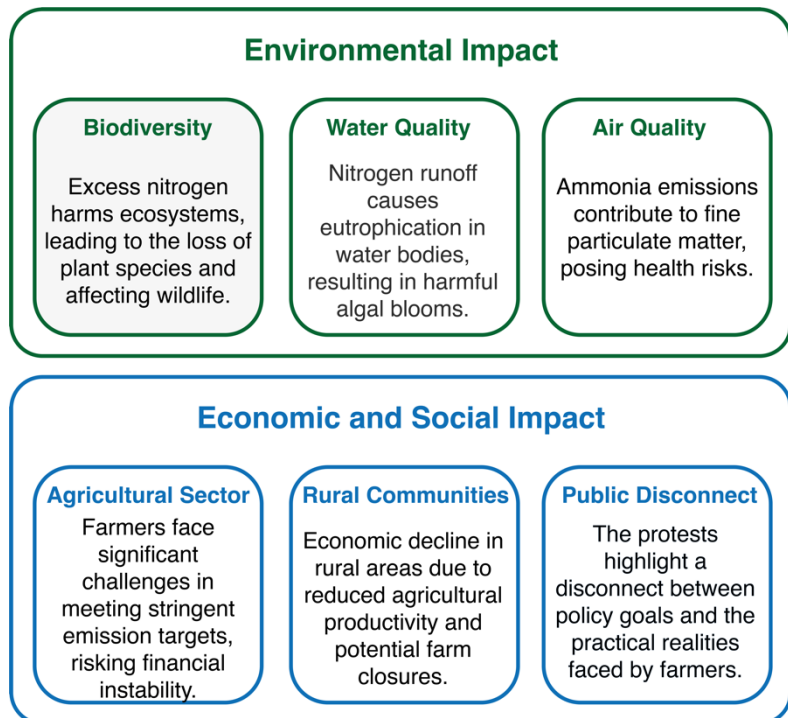 Environmental Impact
Biodiversity
Excess nitrogen
harms ecosystems,
leading to the loss of
plant species and
affecting wildlife.
Water Quality
Nitrogen runoff
causes
eutrophication in
water bodies,
resulting in harmful
algal blooms.
Air Quality
Ammonia emissions
contribute to fine
particulate matter,
posing health risks.
Economic and Social Impact
Agricultural Sector
Farmers face
significant
challenges in
meeting stringent
emission targets,
risking financial
instability.
Rural Communities
Economic decline in
rural areas due to
reduced agricultural
productivity and
potential farm
closures.
Public Disconnect
The protests
highlight a
disconnect between
policy goals and the
practical realities
faced by farmers.